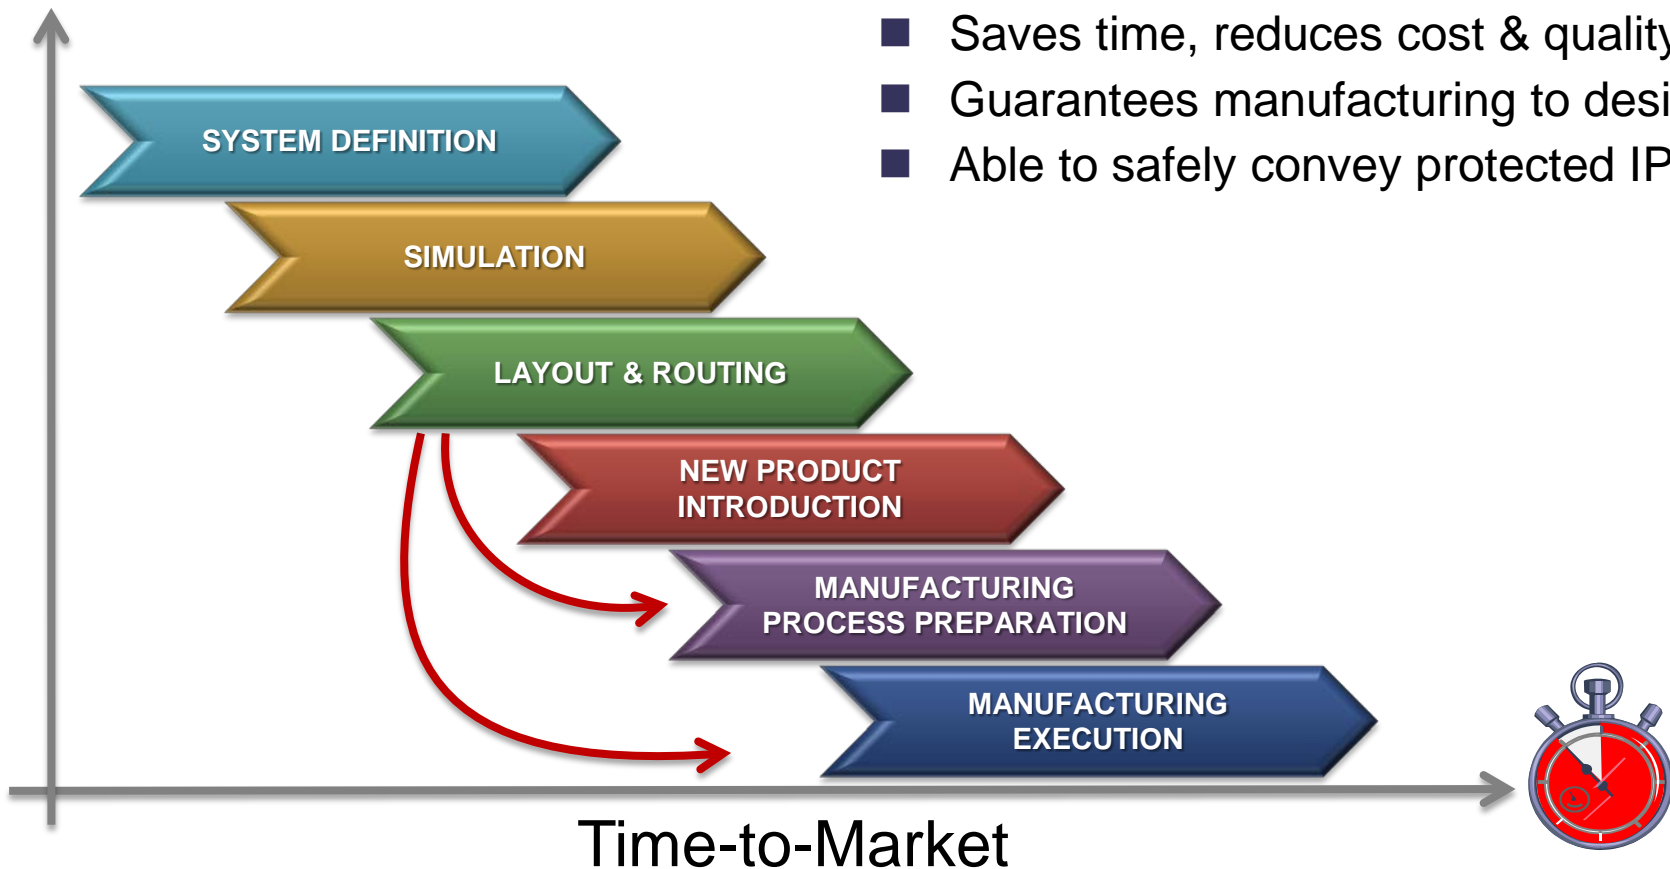 Saves time, reduces cost & quality
Guarantees manufacturing to desi
Able to safely convey protected IP
SYSTEM DEFINITION
SIMULATION
LAYOUT & ROUTING
NEW PRODUCT
INTRODUCTION
MANUFACTURING
PROCESS PREPARATION
MANUFACTURING
EXECUTION
Time-to-Market